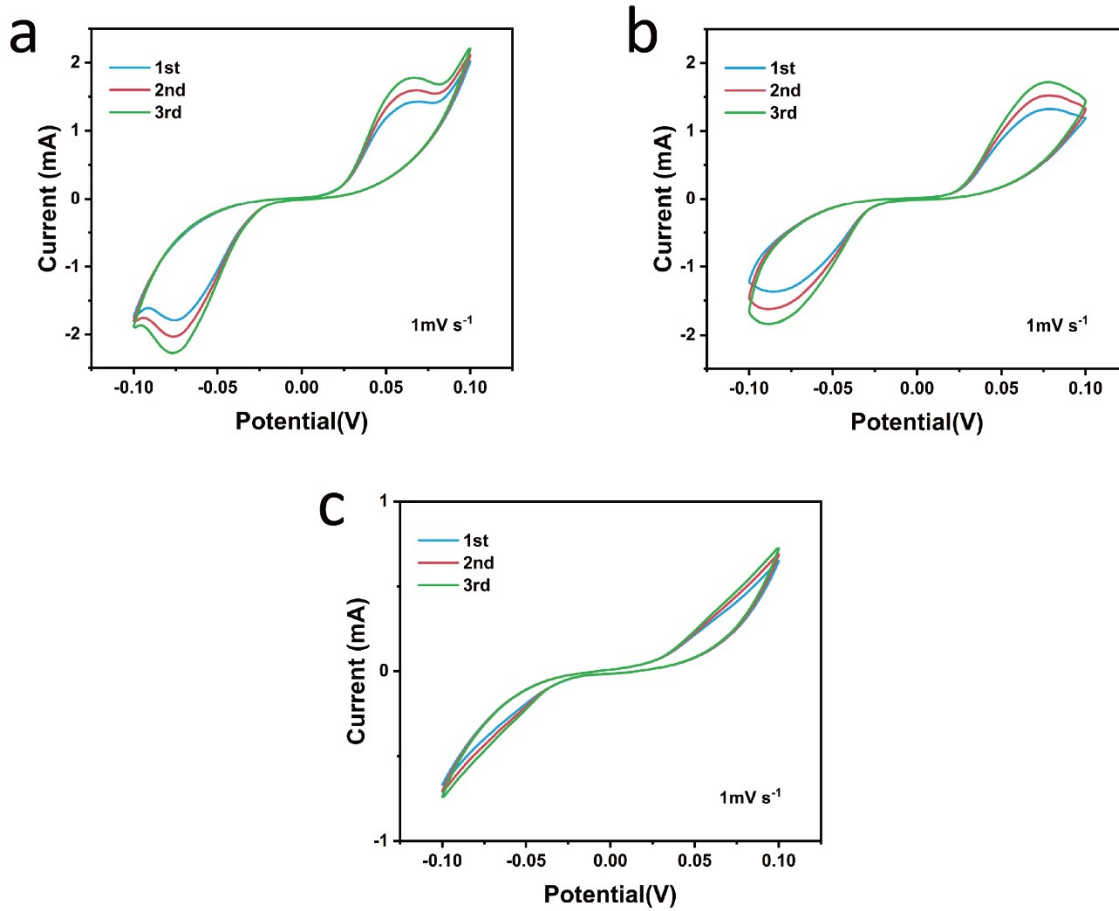 a
1st
2nd
3rd
2
1
0
-1
-2
Current (mA)
1mV s⁻¹
-0.10
-0.05
0.00
0.05
0.10
Potential(V)
b
1st
2nd
3rd
2
1
0
-1
-2
Current (mA)
1mV s⁻¹
-0.10
-0.05
0.00
0.05
0.10
Potential(V)
c
1st
2nd
3rd
1
0
-1
Current (mA)
1mV s⁻¹
-0.10
-0.05
0.00
0.05
0.10
Potential(V)